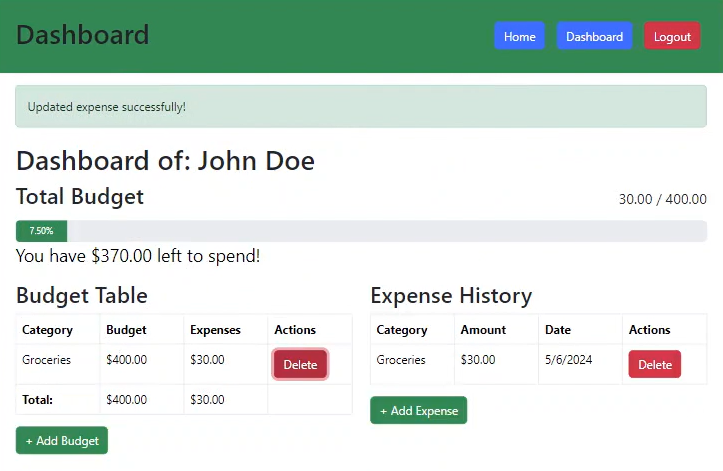 Dashboard Home Dashboard Logout
Updated expense successfully!
Dashboard of: John Doe
Total Budget 30.00 / 400.00
7.50%
You have $370.00 left to spend!
Budget Table
Category Budget Expenses Actions
Groceries $400.00 $30.00 Delete
Total: $400.00 $30.00
+ Add Budget
Expense History
Category Amount Date Actions
Groceries $30.00 5/6/2024 Delete
+ Add Expense